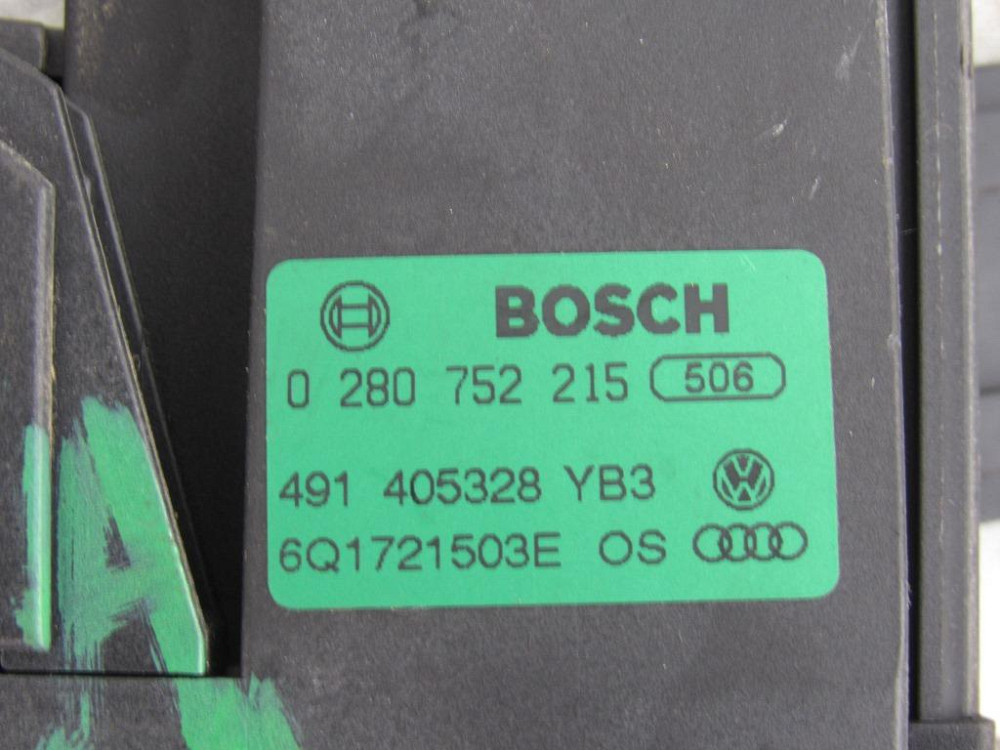 BOSCH
0 280 752 215 506
491 405328 YB3
6Q1721503E OS